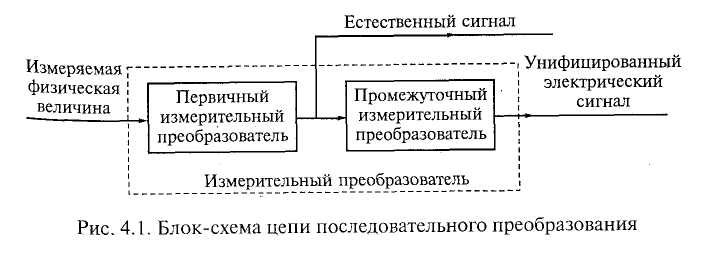 Естественный сигнал
Измеряемая
физическая
величина
Первичный
измерительный
преобразователь
Промежуточный
измерительный
преобразователь
Унифицированный
электрический
сигнал
Измерительный преобразователь
Рис. 4.1. Блок-схема цепи последовательного преобразования